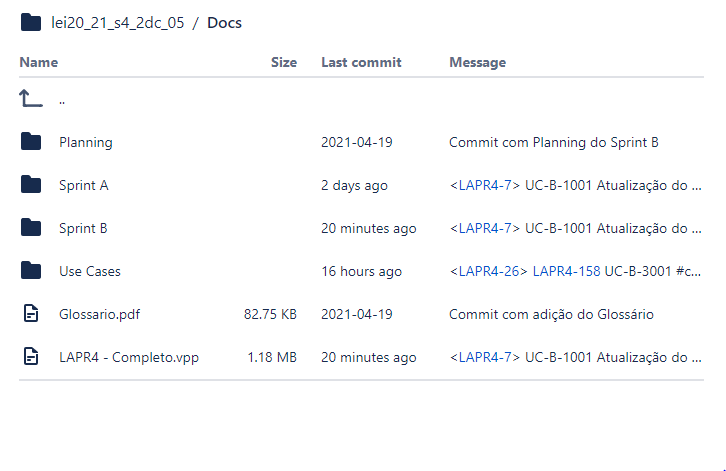 lei20_21_s4_2dc_05 / Docs
Name Size Last commit Message
..
Planning 2021-04-19 Commit com Planning do Sprint B
Sprint A 2 days ago <LAPR4-7> UC-B-1001 Atualização do ...
Sprint B 20 minutes ago <LAPR4-7> UC-B-1001 Atualização do ...
Use Cases 16 hours ago <LAPR4-26> LAPR4-158 UC-B-3001 #c...
Glossario.pdf 82.75 KB 2021-04-19 Commit com adição do Glossário
LAPR4 - Completo.vpp 1.18 MB 20 minutes ago <LAPR4-7> UC-B-1001 Atualização do ...